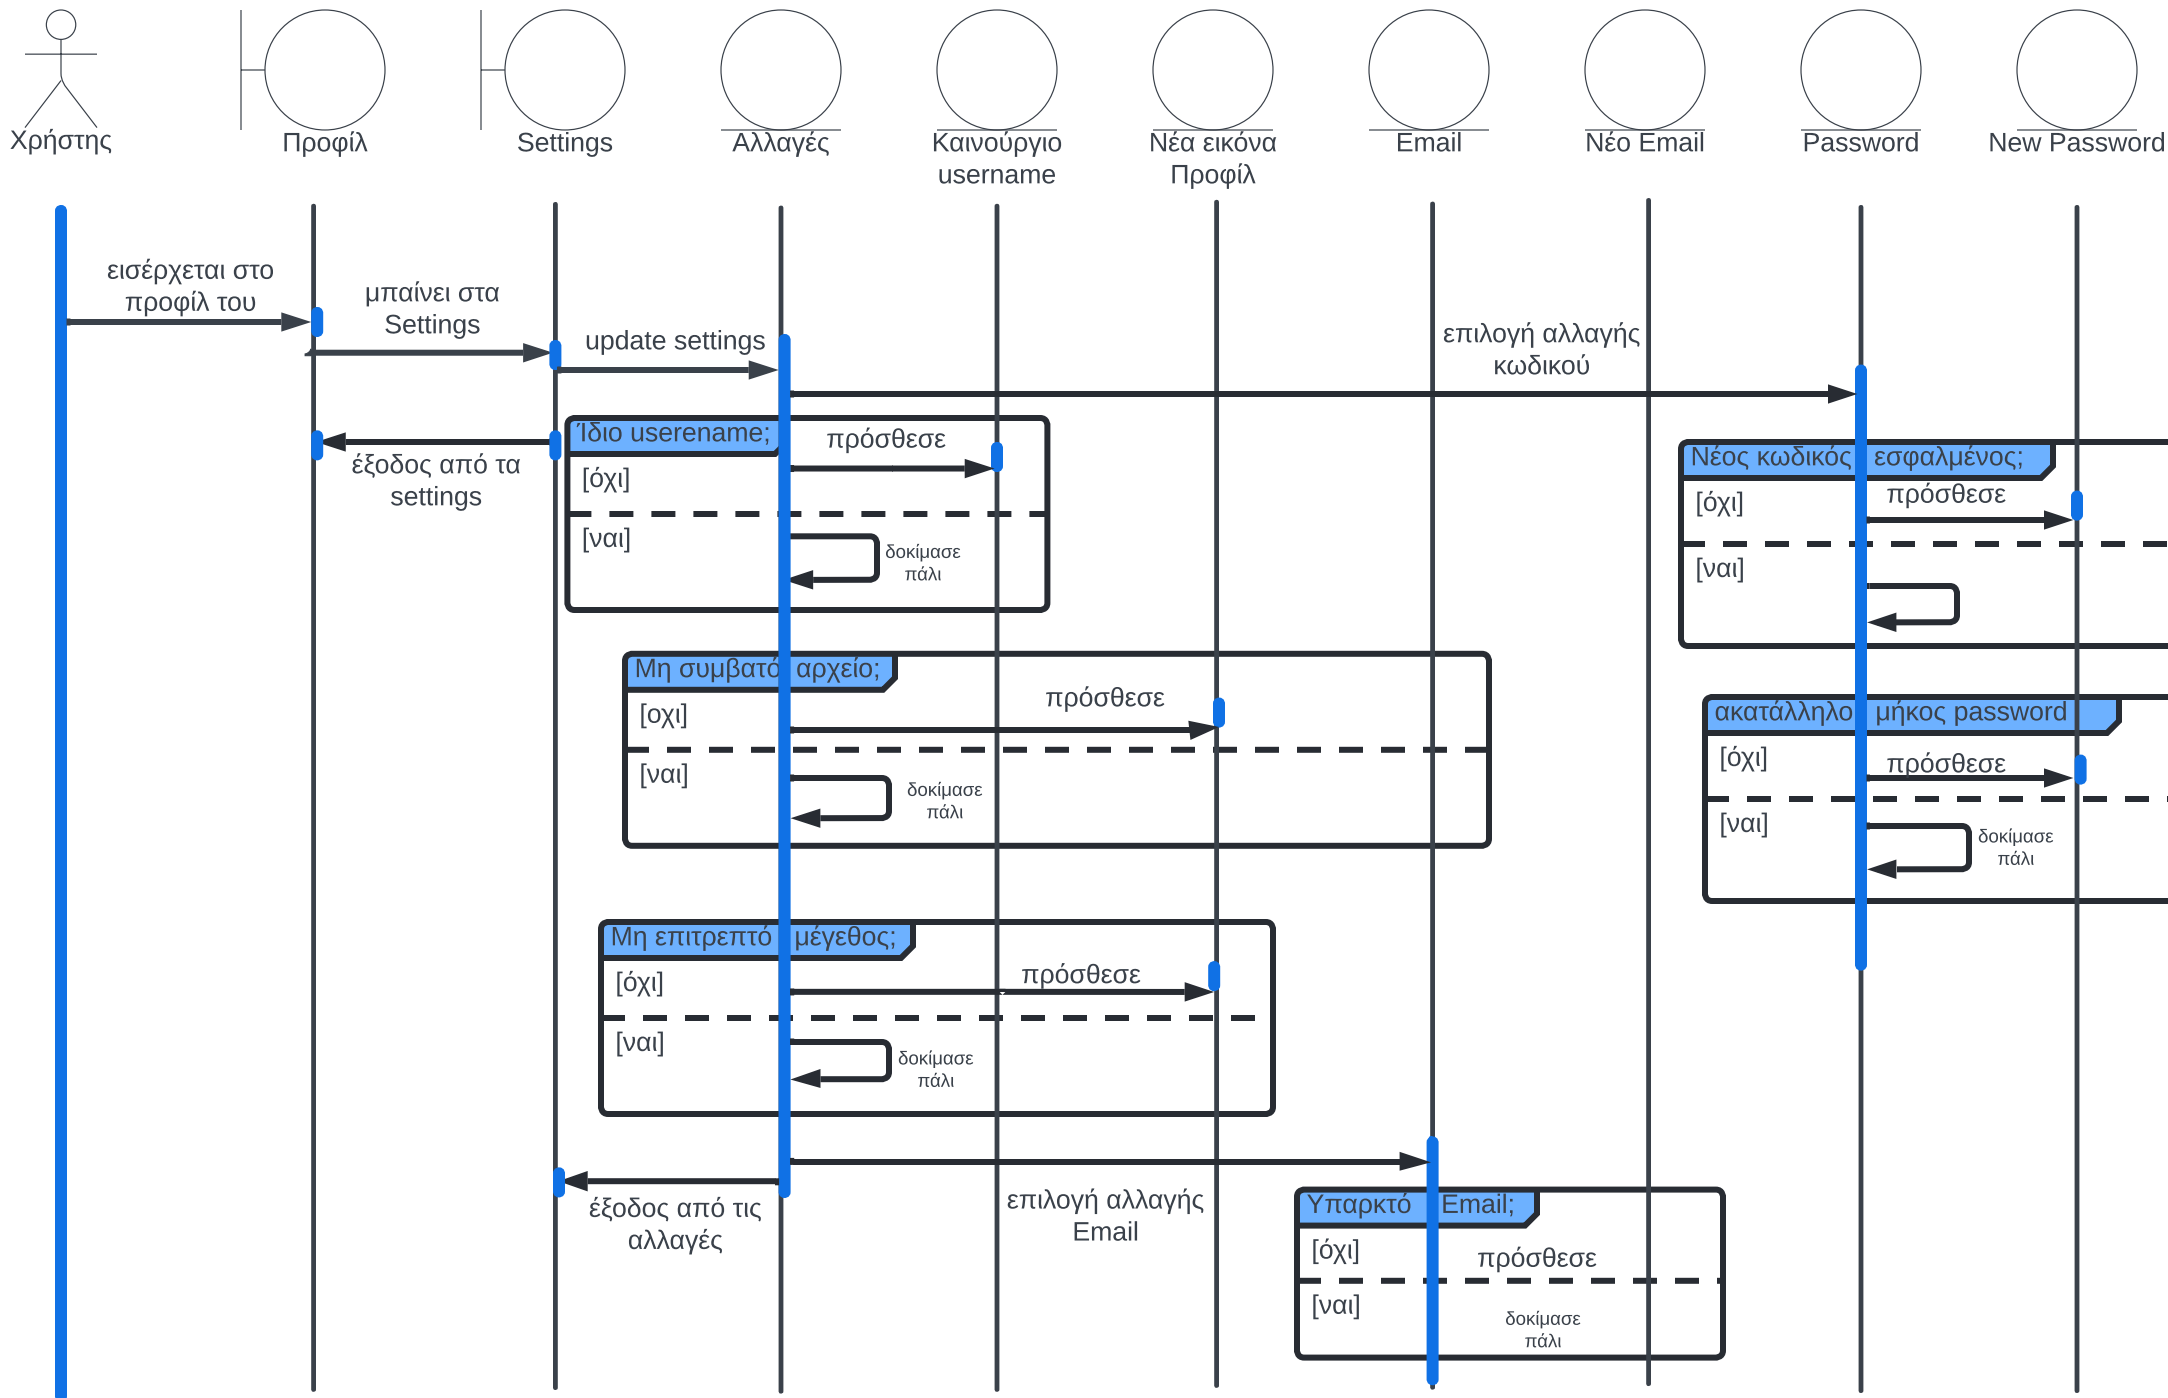 Χρήστης
Προφίλ
Settings
Αλλαγές
Καινούργιο
username
Νέα εικόνα
Προφίλ
Email
Νέο Email
Password
New Password
εισέρχεται στο
προφίλ του
μπαίνει στα
Settings
update settings
επιλογή αλλαγής
κωδικού
έξοδος από τα
settings
Ίδιο userename;
πρόσθεσε
[όχι]
[ναι]
δοκίμασε
πάλι
Νέος κωδικός εσφαλμένος;
[όχι]
πρόσθεσε
[ναι]
Μη συμβατό αρχείο;
[οχι]
πρόσθεσε
[ναι]
δοκίμασε
πάλι
ακατάλληλο μήκος password
[όχι]
πρόσθεσε
[ναι]
δοκίμασε
πάλι
Μη επιτρεπτό μέγεθος;
[όχι]
πρόσθεσε
[ναι]
δοκίμασε
πάλι
έξοδος από τις
αλλαγές
επιλογή αλλαγής
Email
Υπαρκτό Email;
[όχι]
πρόσθεσε
[ναι]
δοκίμασε
πάλι